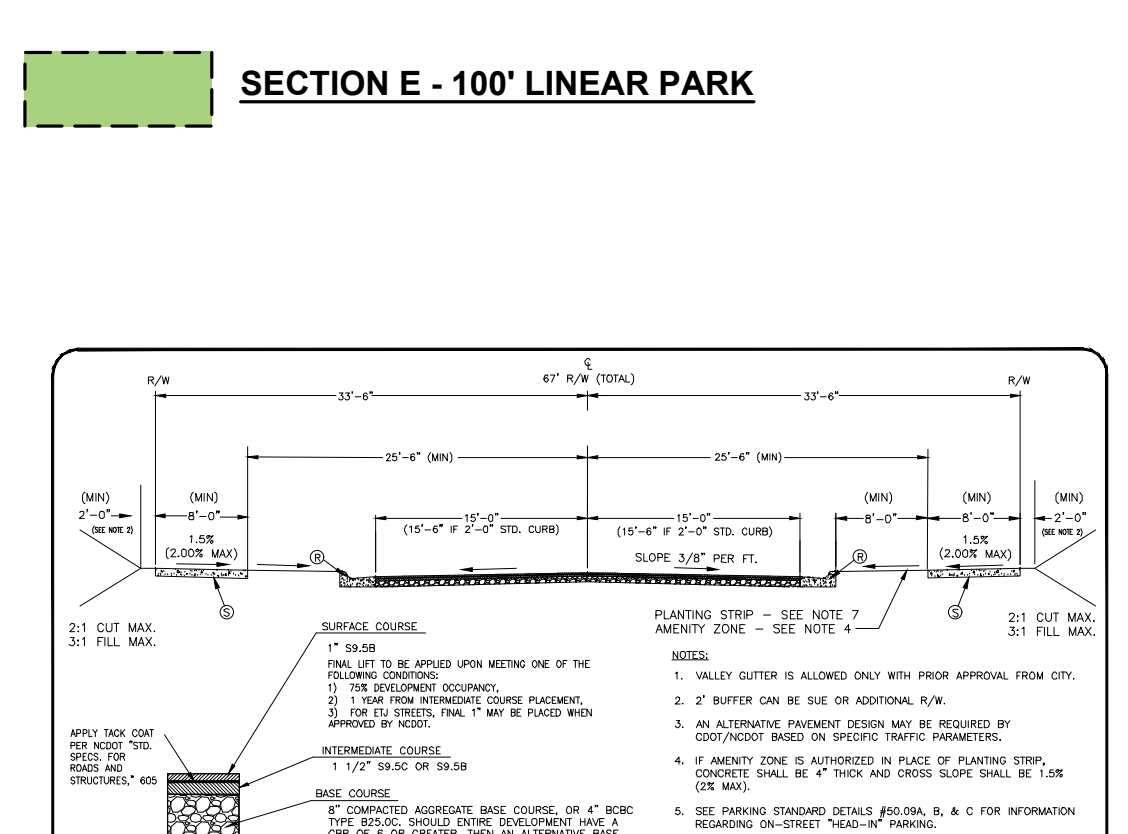 SECTION E - 100' LINEAR PARK
℄
67' R/W (TOTAL)
R/W
R/W
33'-6"
33'-6"
25'-6" (MIN)
25'-6" (MIN)
(MIN)
(MIN)
(MIN)
(MIN)
(MIN)
2'-0"
8'-0"
15'-0"
15'-0"
8'-0"
8'-0"
2'-0"
(SEE NOTE 2)
(15'-6" IF 2'-0" STD. CURB)
(15'-6" IF 2'-0" STD. CURB)
(SEE NOTE 2)
1.5%
(2.00% MAX)
1.5%
(2.00% MAX)
R
SLOPE 3/8" PER FT.
R
S
S
2:1 CUT MAX.
3:1 FILL MAX.
PLANTING STRIP – SEE NOTE 7
AMENITY ZONE – SEE NOTE 4
2:1 CUT MAX.
3:1 FILL MAX.
SURFACE COURSE
1" S9.5B
FINAL LIFT TO BE APPLIED UPON MEETING ONE OF THE
FOLLOWING CONDITIONS:
1) 75% DEVELOPMENT OCCUPANCY,
2) 1 YEAR FROM INTERMEDIATE COURSE PLACEMENT,
3) FOR ETJ STREETS, FINAL 1" MAY BE PLACED WHEN
APPROVED BY NCDOT.
APPLY TACK COAT
PER NCDOT "STD.
SPECS. FOR
ROADS AND
STRUCTURES," 605
INTERMEDIATE COURSE
1 1/2" S9.5C OR S9.5B
BASE COURSE
8" COMPACTED AGGREGATE BASE COURSE, OR 4" BCBC
TYPE B25.0C. SHOULD ENTIRE DEVELOPMENT HAVE A
CBR OF 6 OR GREATER, THEN AN ALTERNATIVE BASE
NOTES:
1. VALLEY GUTTER IS ALLOWED ONLY WITH PRIOR APPROVAL FROM CITY.
2. 2' BUFFER CAN BE SUE OR ADDITIONAL R/W.
3. AN ALTERNATIVE PAVEMENT DESIGN MAY BE REQUIRED BY
CDOT/NCDOT BASED ON SPECIFIC TRAFFIC PARAMETERS.
4. IF AMENITY ZONE IS AUTHORIZED IN PLACE OF PLANTING STRIP,
CONCRETE SHALL BE 4" THICK AND CROSS SLOPE SHALL BE 1.5%
(2% MAX).
5. SEE PARKING STANDARD DETAILS #50.09A, B, & C FOR INFORMATION
REGARDING ON–STREET "HEAD–IN" PARKING.